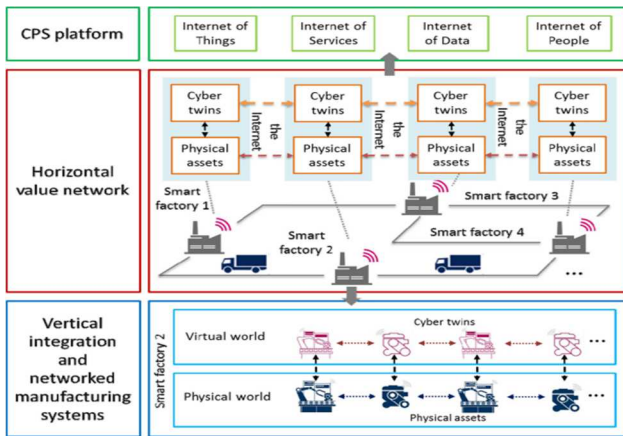 CPS platform
Internet of
Things
Internet of
Services
Internet
of Data
Internet of
People
Horizontal
value network
Cyber
twins
Cyber
twins
Cyber
twins
Cyber
twins
the
Internet
the
Internet
the
Internet
Physical
assets
Physical
assets
Physical
assets
Physical
assets
Smart
factory 1
Smart
factory 2
Smart factory 3
Smart factory 4
...
Vertical
integration
and
networked
manufacturing
systems
Smart factory 2
Cyber twins
Virtual world
...
Physical world
...
Physical assets